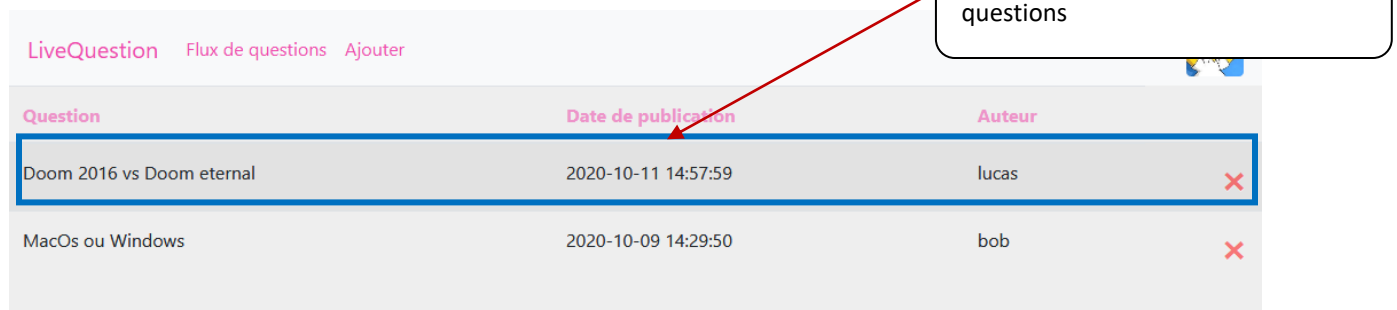 questions
LiveQuestion Flux de questions Ajouter
Question Date de publication Auteur
Doom 2016 vs Doom eternal 2020-10-11 14:57:59 lucas
MacOs ou Windows 2020-10-09 14:29:50 bob